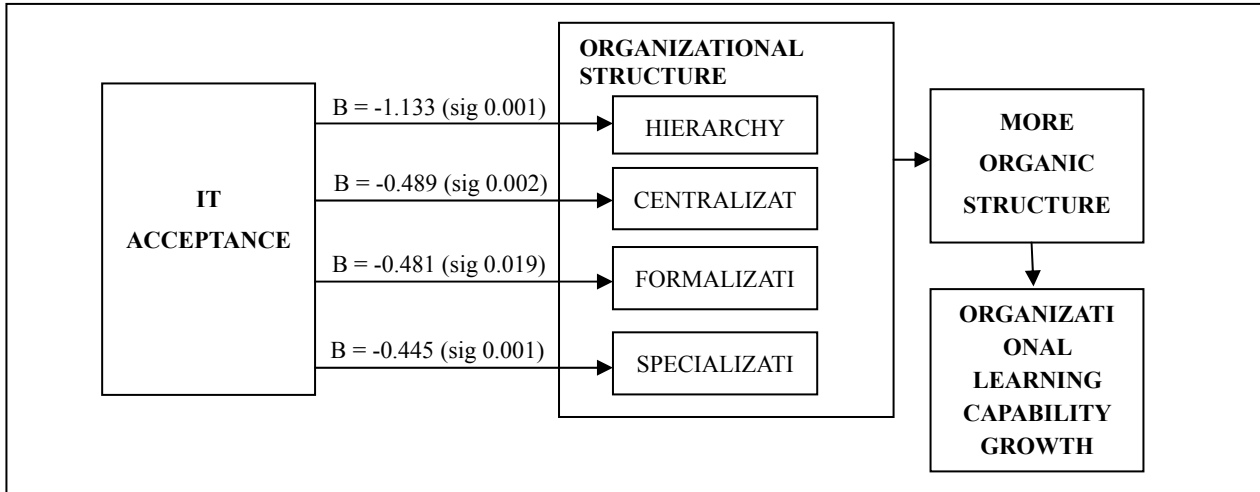 IT
ACCEPTANCE
B = -1.133 (sig 0.001)
B = -0.489 (sig 0.002)
B = -0.481 (sig 0.019)
B = -0.445 (sig 0.001)
ORGANIZATIONAL
STRUCTURE
HIERARCHY
CENTRALIZAT
FORMALIZATI
SPECIALIZATI
MORE
ORGANIC
STRUCTURE
ORGANIZATI
ONAL
LEARNING
CAPABILITY
GROWTH